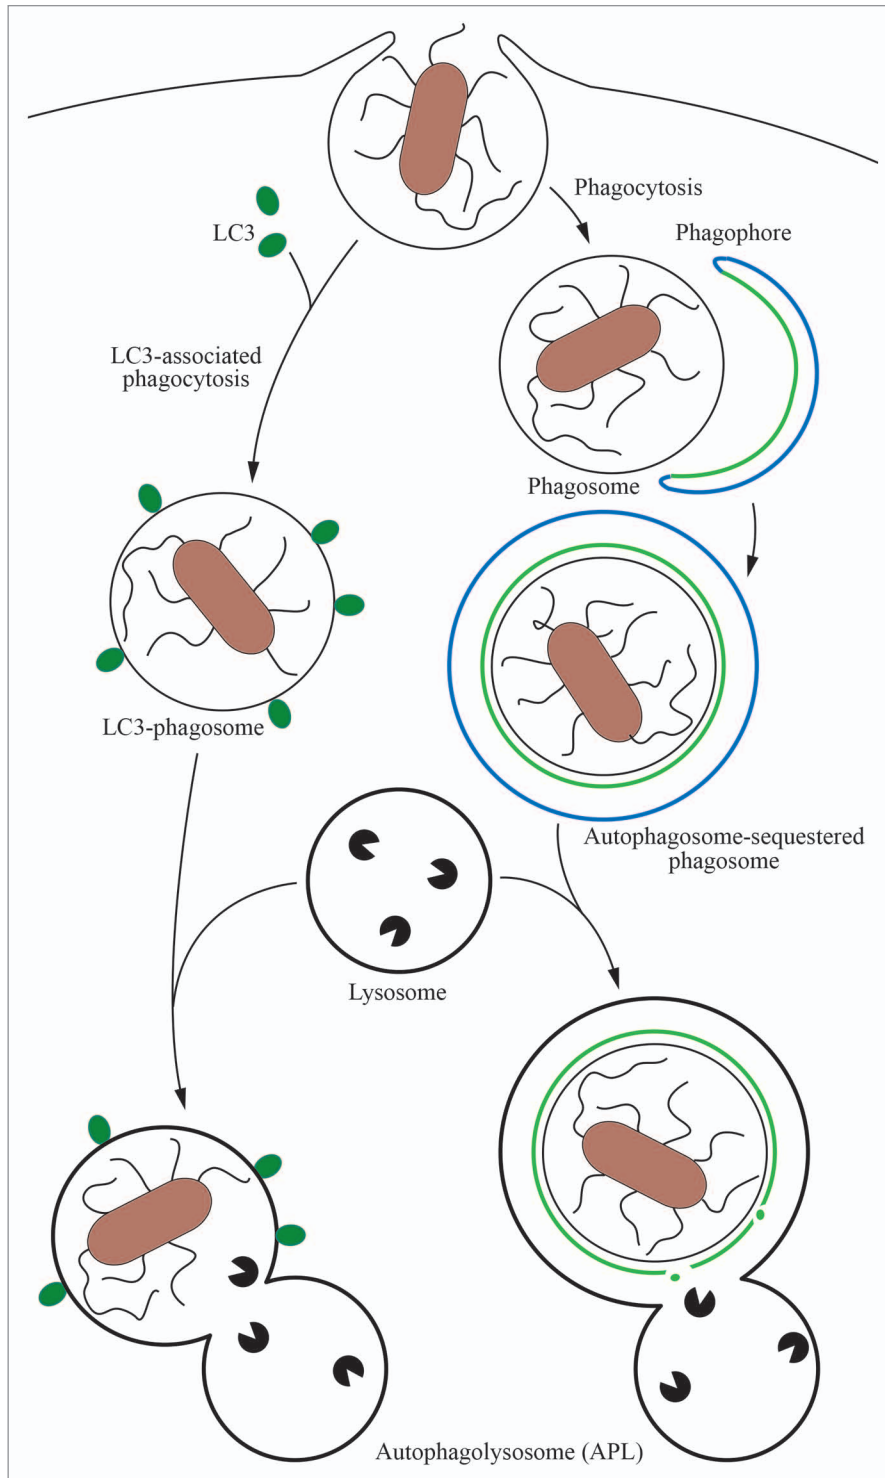 Phagocytosis
LC3
Phagophore
LC3-associated
phagocytosis
Phagosome
LC3-phagosome
Autophagosome-sequestered
phagosome
Lysosome
Autophagolysosome (APL)